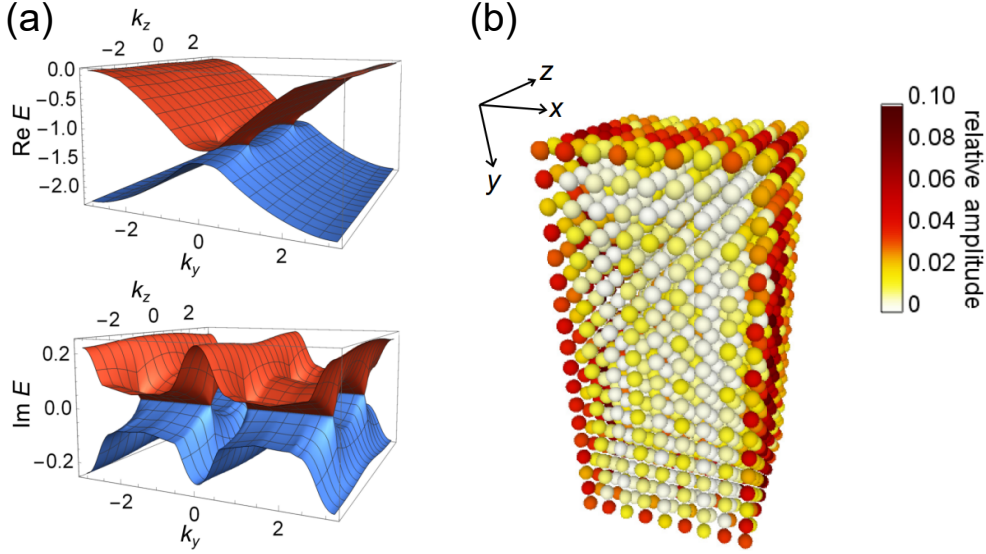 (a)
k_z
−2 0 2
0.0
−0.5
−1.0
−1.5
−2.0
Re E
−2 0 2
k_y
k_z
−2 0 2
0.2
0.0
−0.2
Im E
−2 0 2
k_y
(b)
z
x
y
0.10
0.08
0.06
0.04
0.02
0
relative amplitude